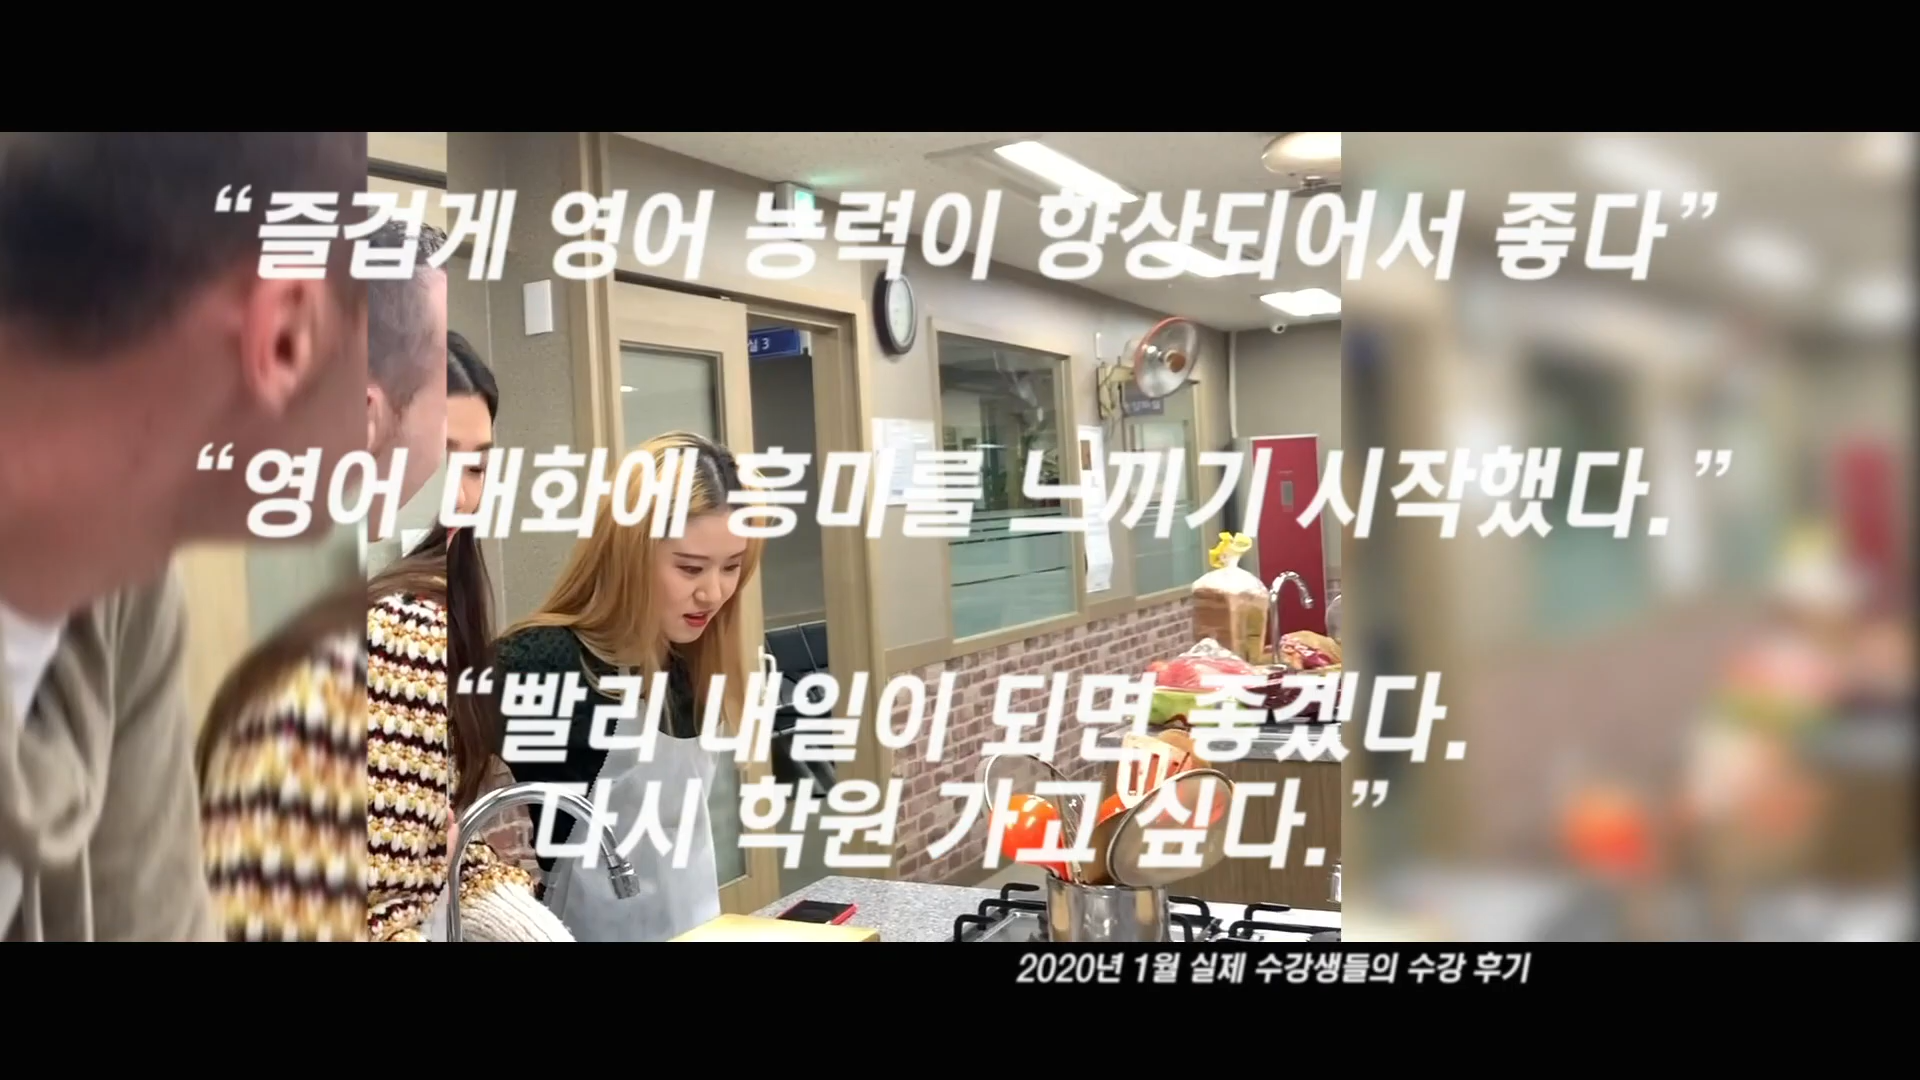 “즐겁게 영어 능력이 향상되어서 좋다”
실 3
“영어 대화에 흥미를 느끼기 시작했다.”
“빨리 내일이 되면 좋겠다.
다시 학원 가고 싶다.”
2020년 1월 실제 수강생들의 수강 후기